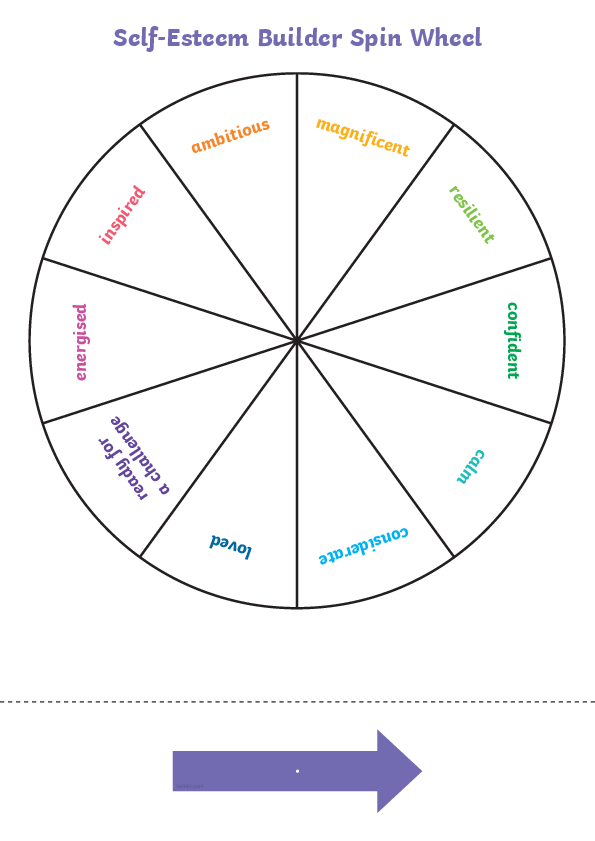 Self-Esteem Builder Spin Wheel
magnificent
resilient
confident
calm
considerate
loved
ready for
a challenge
energised
inspired
ambitious